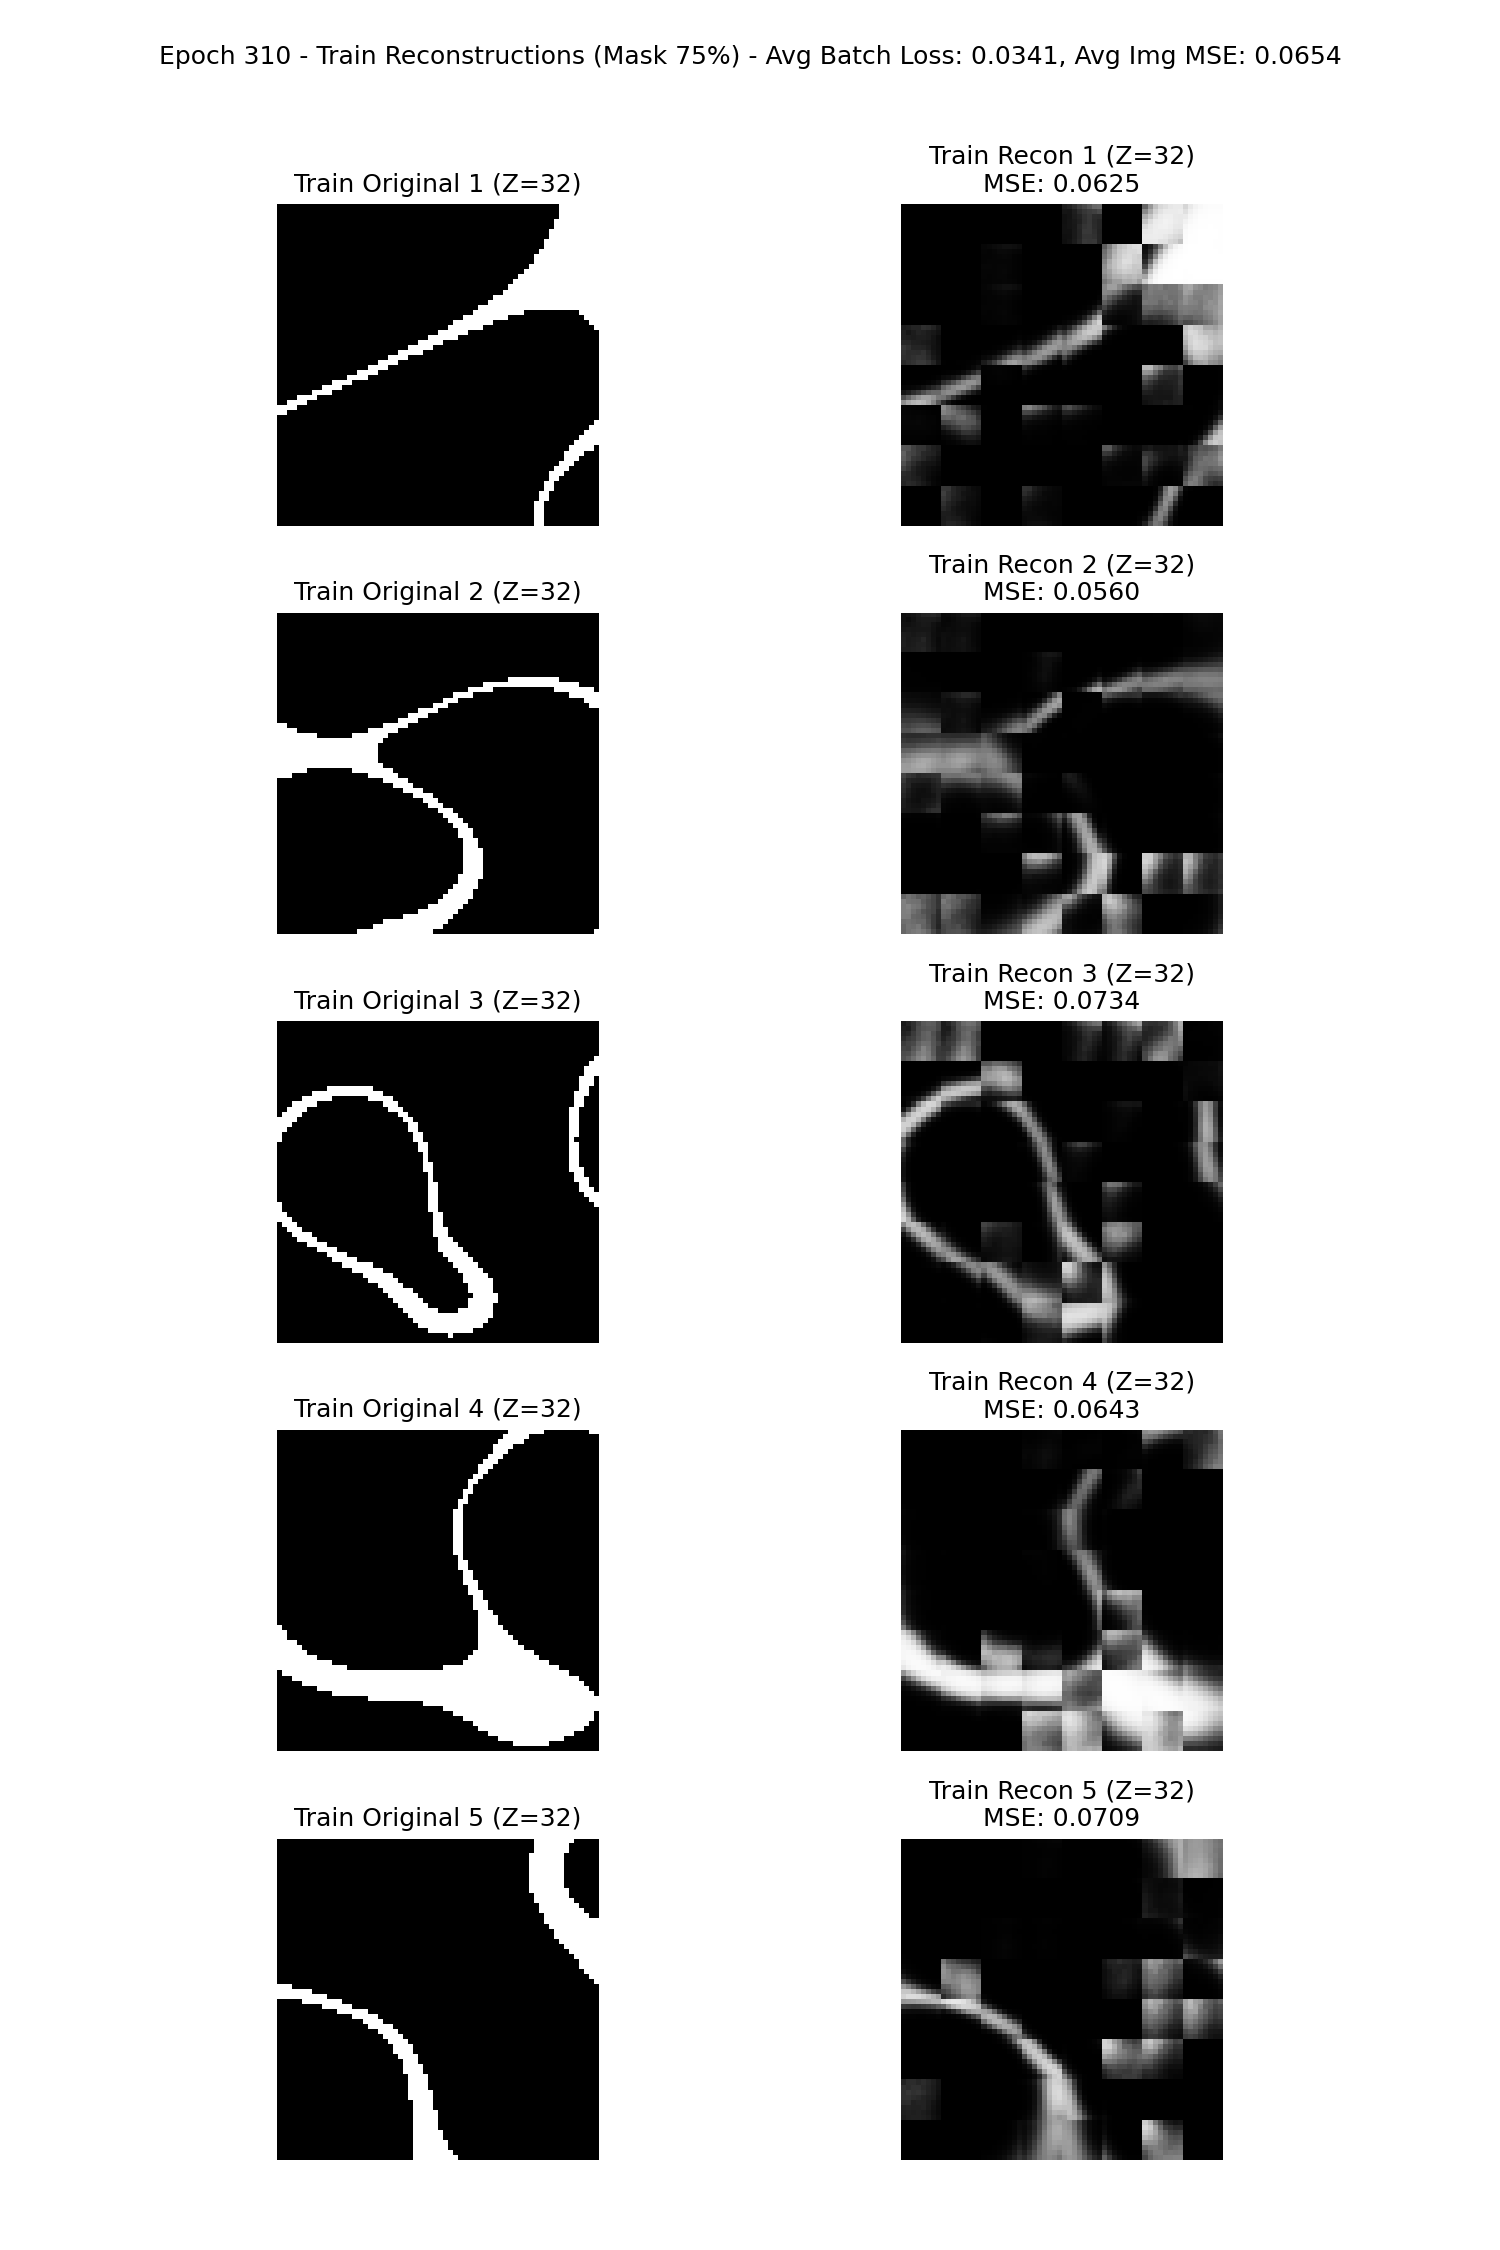 Epoch 310 - Train Reconstructions (Mask 75%) - Avg Batch Loss: 0.0341, Avg Img MSE: 0.0654
Train Original 1 (Z=32)
Train Recon 1 (Z=32)
MSE: 0.0625
Train Original 2 (Z=32)
Train Recon 2 (Z=32)
MSE: 0.0560
Train Original 3 (Z=32)
Train Recon 3 (Z=32)
MSE: 0.0734
Train Original 4 (Z=32)
Train Recon 4 (Z=32)
MSE: 0.0643
Train Original 5 (Z=32)
Train Recon 5 (Z=32)
MSE: 0.0709